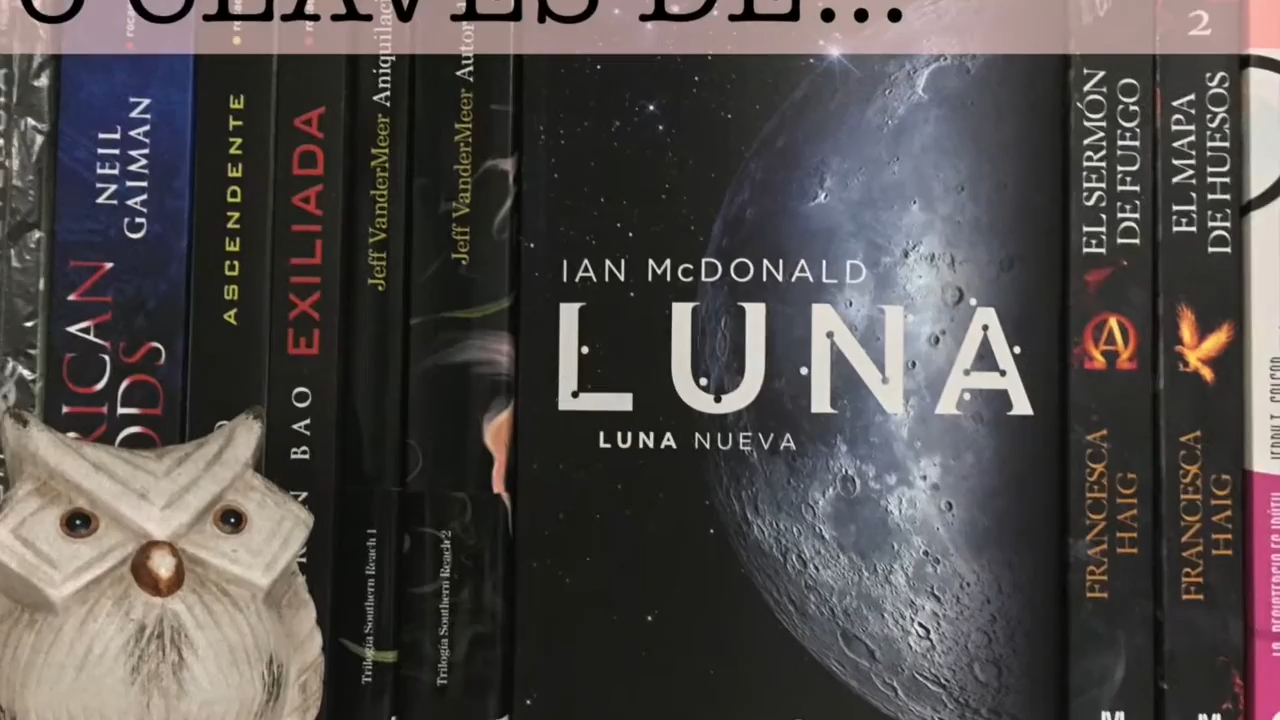 CLAVES DE...
NEIL
GAIMAN
RICAN
ODS
ASCENDENTE
EXILIADA
BAO
Jeff VanderMeer Aniquilaci
Trilogía Southern Reach 1
Jeff VanderMeer Autor
Trilogía Southern Reach 2
IAN McDONALD
LUNA
LUNA NUEVA
EL SERMÓN
DE FUEGO
FRANCESCA
HAIG
2
EL MAPA
DE HUESOS
FRANCESCA
HAIG